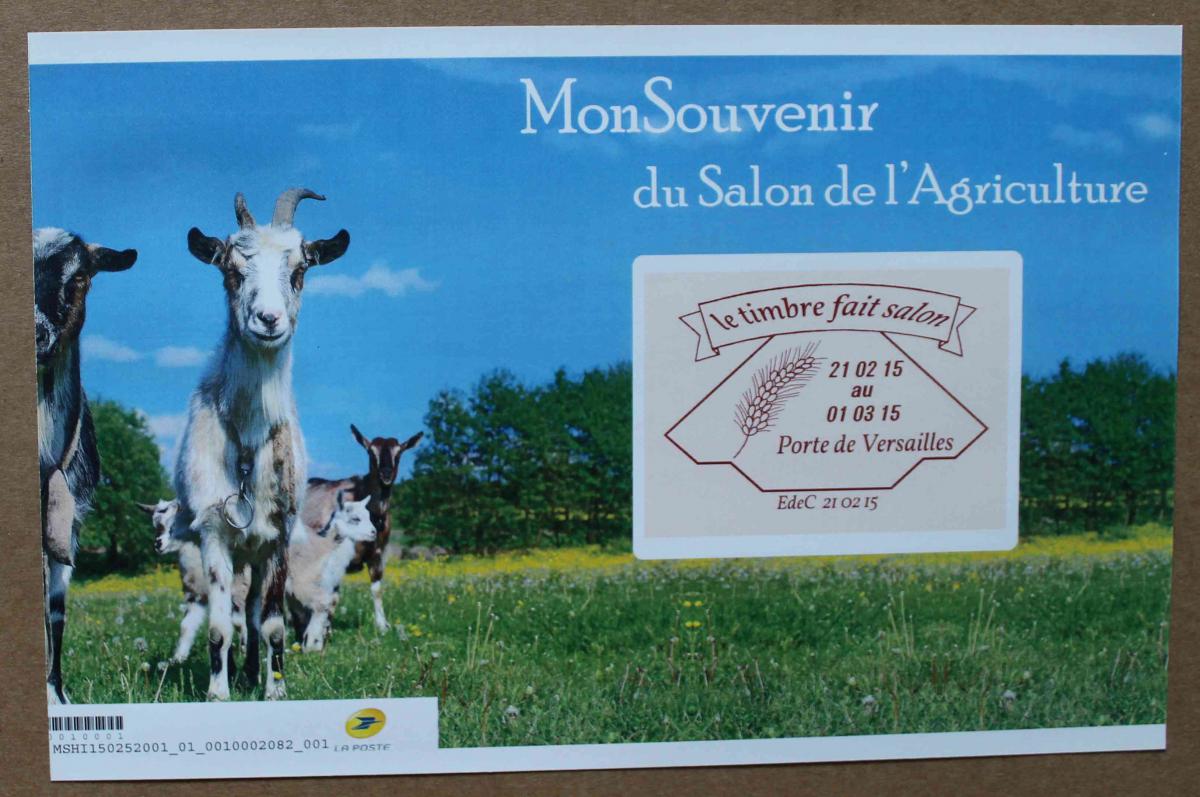 MonSouvenir
du Salon de l'Agriculture
le timbre fait salon
21 02 15
au
01 03 15
Porte de Versailles
EdeC 21 02 15
010001
MSHI150252001_01_0010002082_001
LA POSTE